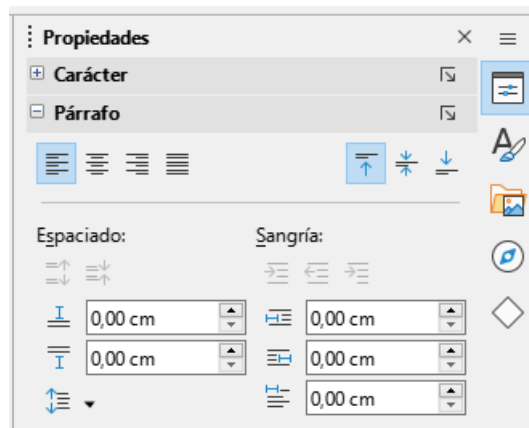 Propiedades
Carácter
Párrafo
Espaciado: Sangría:
0,00 cm 0,00 cm
0,00 cm 0,00 cm
0,00 cm